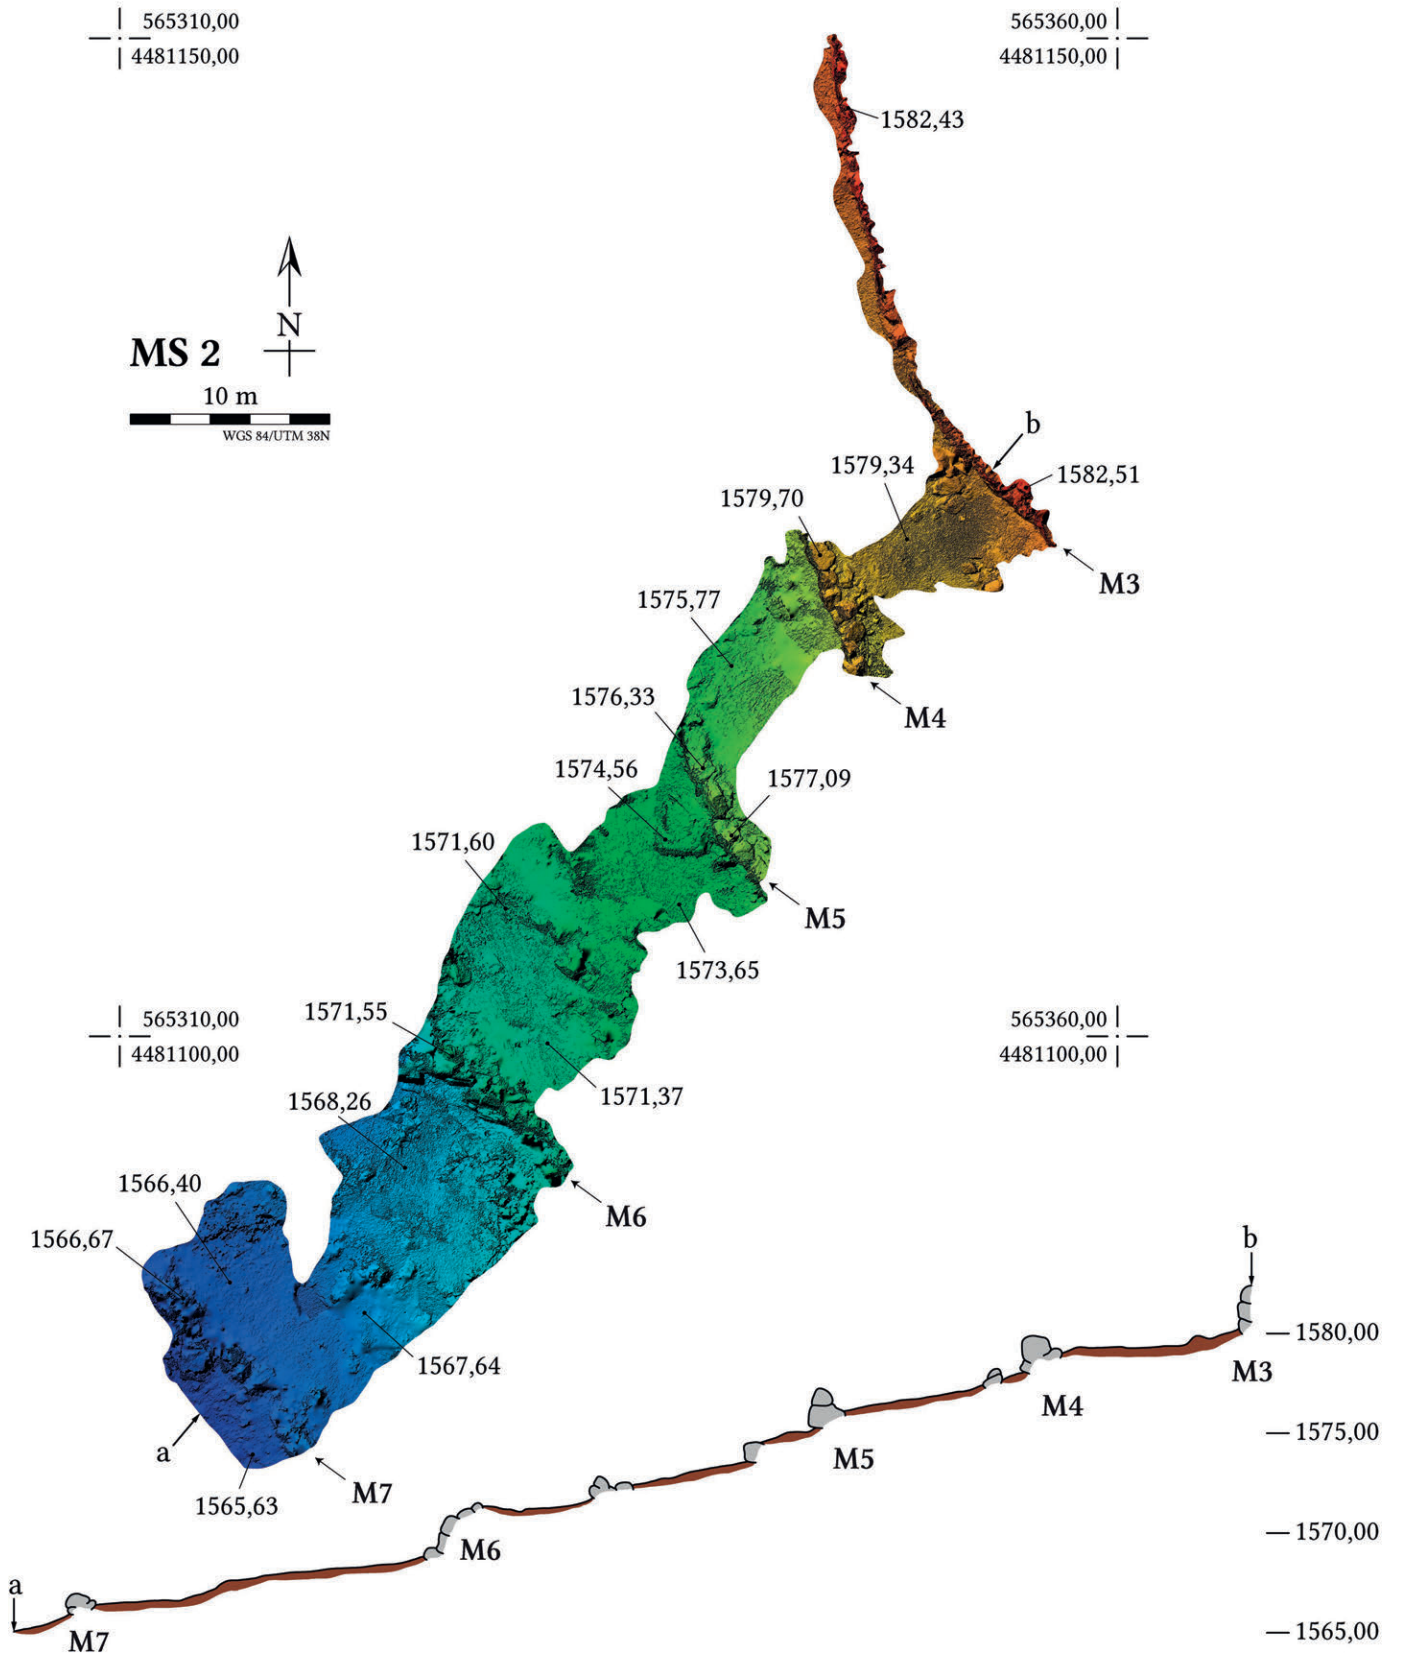 565310,00
4481150,00
565360,00
4481150,00
1582,43
N
MS 2
10 m
WGS 84/UTM 38N
b
1579,34
1582,51
1579,70
M3
1575,77
1576,33
M4
1574,56
1577,09
1571,60
M5
1573,65
1571,55
565310,00
4481100,00
565360,00
4481100,00
1571,37
1568,26
1566,40
M6
1566,67
b
1580,00
1567,64
M3
M4
a
1575,00
M5
M7
1565,63
1570,00
M6
a
M7
1565,00